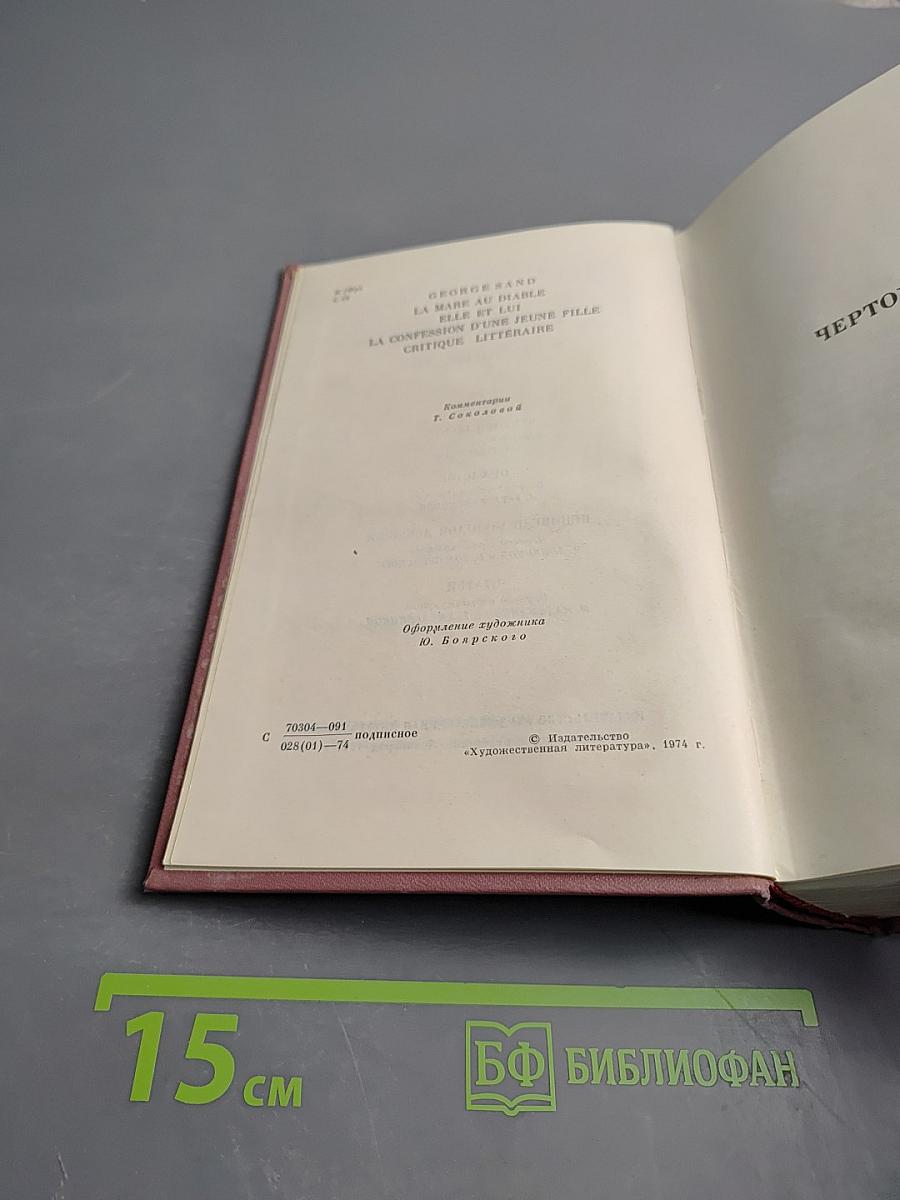 GEORGE SAND
LA MARE AU DIABLE
ELLE ET LUI
LA CONFESSION D'UNE JEUNE FILLE
CRITIQUE LITTÉRAIRE
Комментарии
Т. Соколовой
Оформление художника
Ю. Боярского
С 70304—091
028(01)—74 подписное
© Издательство
«Художественная литература», 1974 г.
ЧЕРТО
15 см
БФ БИБЛИОФАН